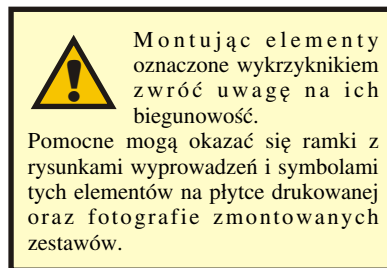 Montując elementy
oznaczone wykrzyknikiem
zwróć uwagę na ich
biegunowość.
Pomocne mogą okazać się ramki z
rysunkami wyprowadzeń i symbolami
tych elementów na płytce drukowanej
oraz fotografie zmontowanych
zestawów.